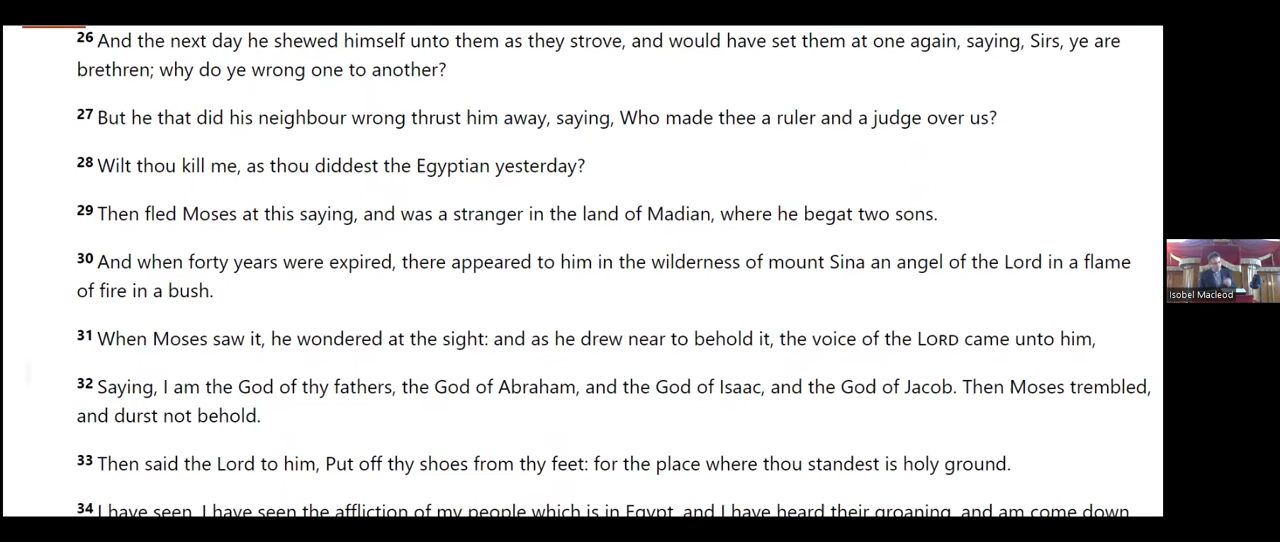 26 And the next day he shewed himself unto them as they strove, and would have set them at one again, saying, Sirs, ye are
brethren; why do ye wrong one to another?
27 But he that did his neighbour wrong thrust him away, saying, Who made thee a ruler and a judge over us?
28 Wilt thou kill me, as thou diddest the Egyptian yesterday?
29 Then fled Moses at this saying, and was a stranger in the land of Madian, where he begat two sons.
30 And when forty years were expired, there appeared to him in the wilderness of mount Sina an angel of the Lord in a flame
of fire in a bush.
31 When Moses saw it, he wondered at the sight: and as he drew near to behold it, the voice of the LORD came unto him,
32 Saying, I am the God of thy fathers, the God of Abraham, and the God of Isaac, and the God of Jacob. Then Moses trembled,
and durst not behold.
33 Then said the Lord to him, Put off thy shoes from thy feet: for the place where thou standest is holy ground.
34 I have seen, I have seen the affliction of my people which is in Egypt, and I have heard their groaning, and am come down
Isobel Macleod